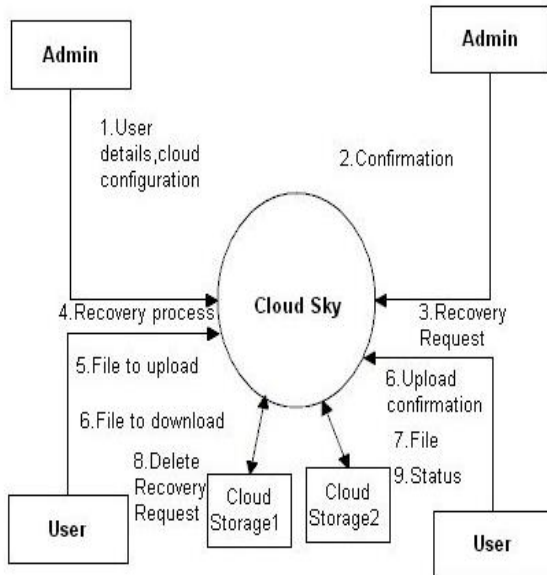 Admin
Admin
1.User
details,cloud
configuration
2.Confirmation
Cloud Sky
4.Recovery process
3.Recovery
Request
5.File to upload
6.Upload
confirmation
6.File to download
7.File
8.Delete
Recovery
Request
9.Status
Cloud
Storage1
Cloud
Storage2
User
User